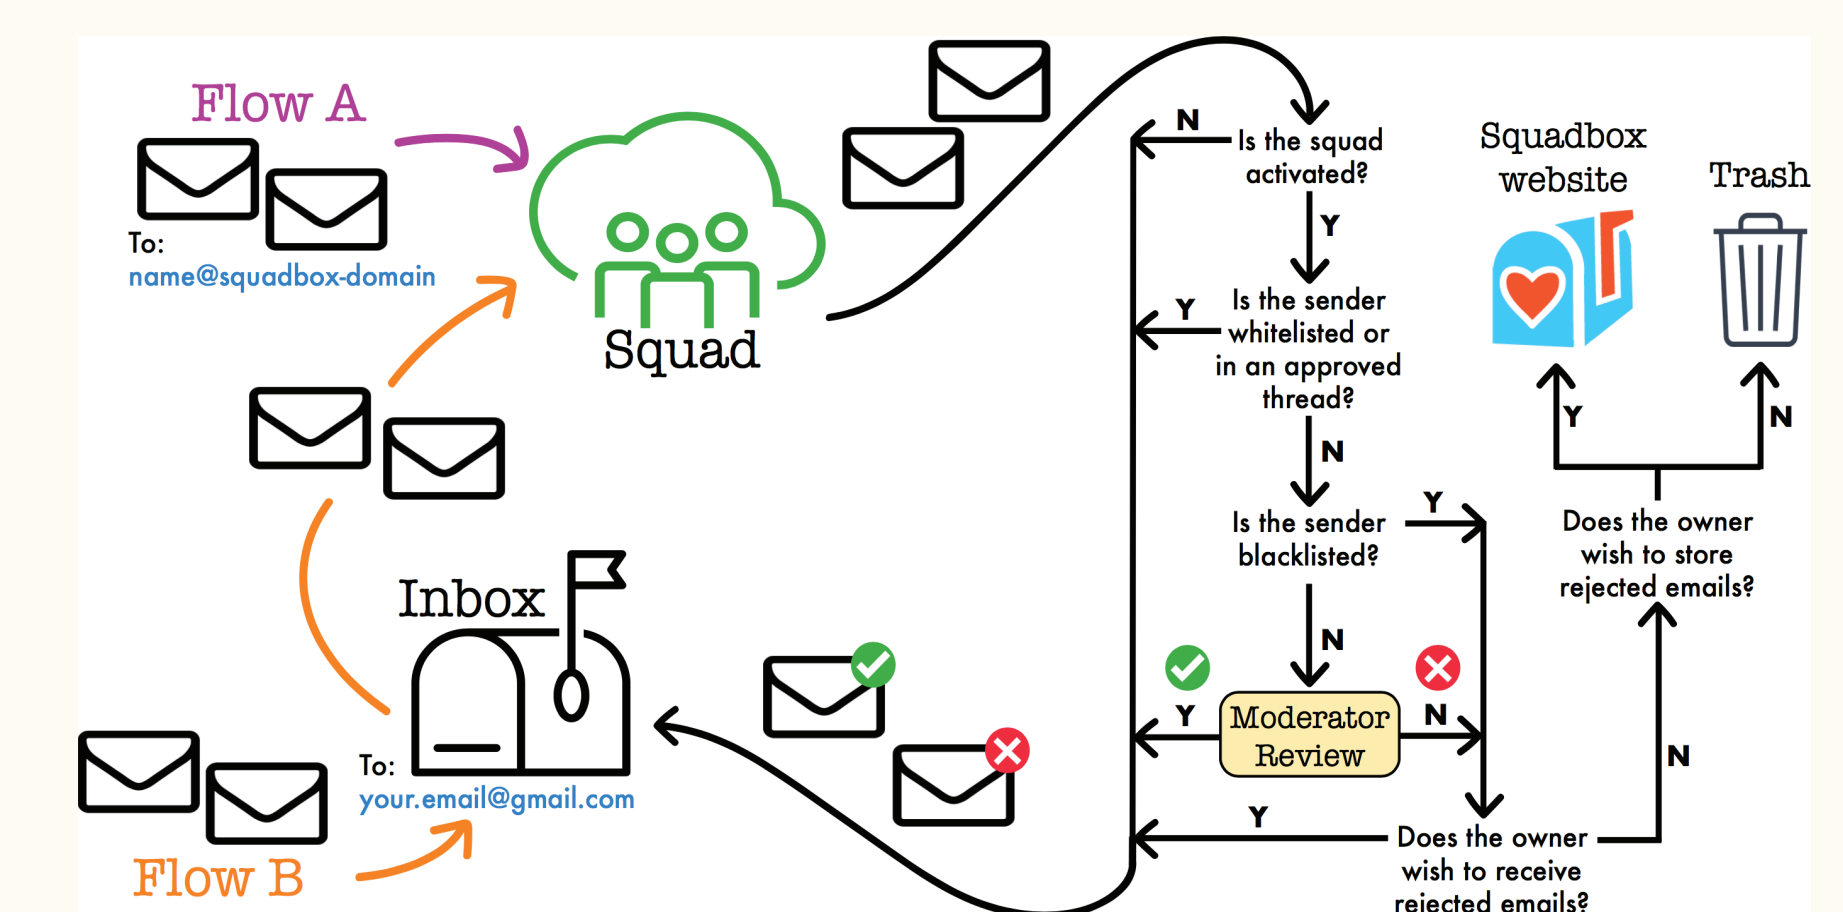 Flow A
To:
name@squadbox-domain
Squad
Inbox
To:
your.email@gmail.com
Flow B
N
Is the squad
activated?
Y
Y
Is the sender
whitelisted or
in an approved
thread?
N
Y
Is the sender
blacklisted?
N
Y
Moderator
Review
N
Y
Does the owner
wish to receive
rejected emails?
N
Does the owner
wish to store
rejected emails?
Y
N
Squadbox
website
Trash